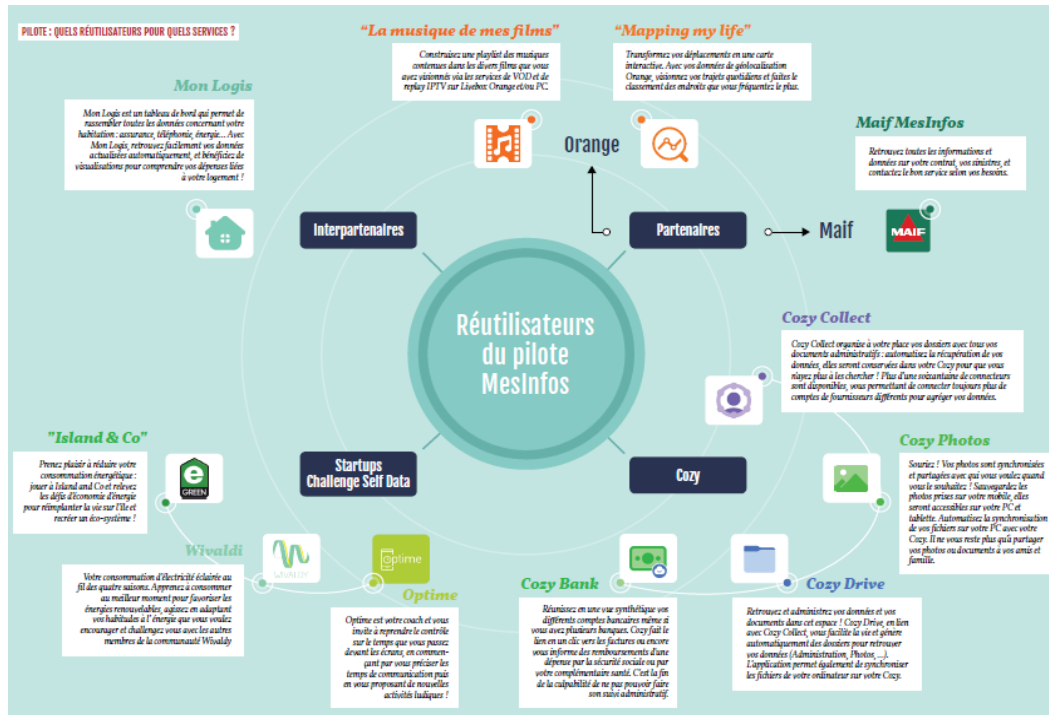 PILOTE : QUELS RÉUTILISATEURS POUR QUELS SERVICES ?
"La musique de mes films"
Construisez une playlist des musiques
contenues dans les divers films que vous
avez visionnés via les services de VOD et de
replay IPTV sur Livebox Orange et/ou PC.
"Mapping my life"
Transformez vos déplacements en une carte
interactive. Avec vos données de géolocalisation
Orange, visionnez vos trajets quotidiens et faites le
classement des endroits que vous fréquentez le plus.
Mon Logis
Mon Logis est un tableau de bord qui permet de
rassembler toutes les données concernant votre
habitation : assurance, téléphonie, énergie... Avec
Mon Logis, retrouvez facilement vos données
actualisées automatiquement, et bénéficiez de
visualisations pour comprendre vos dépenses liées
à votre logement !
Orange
Maif MesInfos
Retrouvez toutes les informations et
données sur votre contrat, vos sinistres, et
contactez le bon service selon vos besoins.
Interpartenaires
Partenaires
Maif
MAIF
Réutilisateurs
du pilote
MesInfos
Cozy Collect
Cozy Collect organise à votre place vos dossiers avec tous vos
documents administratifs : automatisez la récupération de vos
données, elles seront conservées dans votre Cozy pour que vous
n'ayez plus à les chercher ! Plus d'une soixantaine de connecteurs
sont disponibles, vous permettant de connecter toujours plus de
comptes de fournisseurs différents pour agréger vos données.
Startups
Challenge Self Data
Cozy
"Island & Co"
Prenez plaisir à réduire votre
consommation énergétique :
jouer à Island and Co et relevez
les défis d'économie d'énergie
pour réimplanter la vie sur l'île et
recréer un éco-système !
e
GREEN
Cozy Photos
Souriez ! Vos photos sont synchronisées
et partagées avec qui vous voulez quand
vous le souhaitez ! Sauvegardez les
photos prises sur votre mobile, elles
seront accessibles sur votre PC et
tablette. Automatisez la synchronisation
de vos fichiers sur votre PC avec votre
Cozy. Il ne vous reste plus qu'à partager
vos photos ou documents à vos amis et
famille.
Wivaldi
WIVALDY
Votre consommation d'électricité éclairée au
fil des quatre saisons. Apprenez à consommer
au meilleur moment pour favoriser les
énergies renouvelables, agissez en adaptant
vos habitudes à l'énergie que vous voulez
encourager et challengez vous avec les autres
membres de la communauté Wivaldy
Optime
Optime
Optime est votre coach et vous
invite à reprendre le contrôle
sur le temps que vous passez
devant les écrans, en commen-
çant par vous préciser les
temps de communication puis
en vous proposant de nouvelles
activités ludiques !
Cozy Bank
Réunissez en une vue synthétique vos
différents comptes bancaires même si
vous avez plusieurs banques. Cozy fait le
lien en un clic vers les factures ou encore
vous informe des remboursements d'une
dépense par la sécurité sociale ou par
votre complémentaire santé. C'est la fin
de la culpabilité de ne pas pouvoir faire
son suivi administratif.
Cozy Drive
Retrouvez et administrez vos données et vos
documents dans cet espace ! Cozy Drive, en lien
avec Cozy Collect, vous facilite la vie et génère
automatiquement des dossiers pour retrouver
vos données (Administration, Photos, ...).
L'application permet également de synchroniser
les fichiers de votre ordinateur sur votre Cozy.